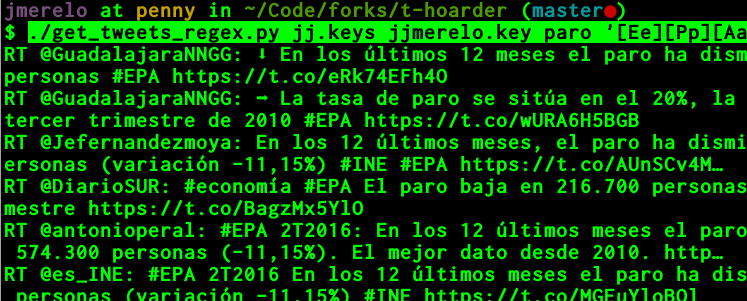 jmerelo at penny in ~/Code/forks/t-hoarder (master●)
$ ./get_tweets_regex.py jj.keys jjmerelo.key paro '[Ee][Pp][Aa
RT @GuadalajaraNNGG: ⬇ En los últimos 12 meses el paro ha dism
personas #EPA https://t.co/eRk74EFh4O
RT @GuadalajaraNNGG: ➡ La tasa de paro se sitúa en el 20%, la
tercer trimestre de 2010 #EPA https://t.co/wURA6H5BGB
RT @Jefernandezmoya: En los 12 últimos meses, el paro ha dismi
ersonas (variación -11,15%) #INE #EPA https://t.co/AUnSCv4M…
RT @DiarioSUR: #economía #EPA El paro baja en 216.700 personas
mestre https://t.co/BagzMx5YlO
RT @antonioperal: #EPA 2T2016: En los 12 últimos meses el paro
574.300 personas (-11,15%). El mejor dato desde 2010. http…
RT @es_INE: #EPA 2T2016 En los 12 últimos meses el paro ha dis
personas (variación -11,15%) #INE https://t.co/MGEuYloBOl